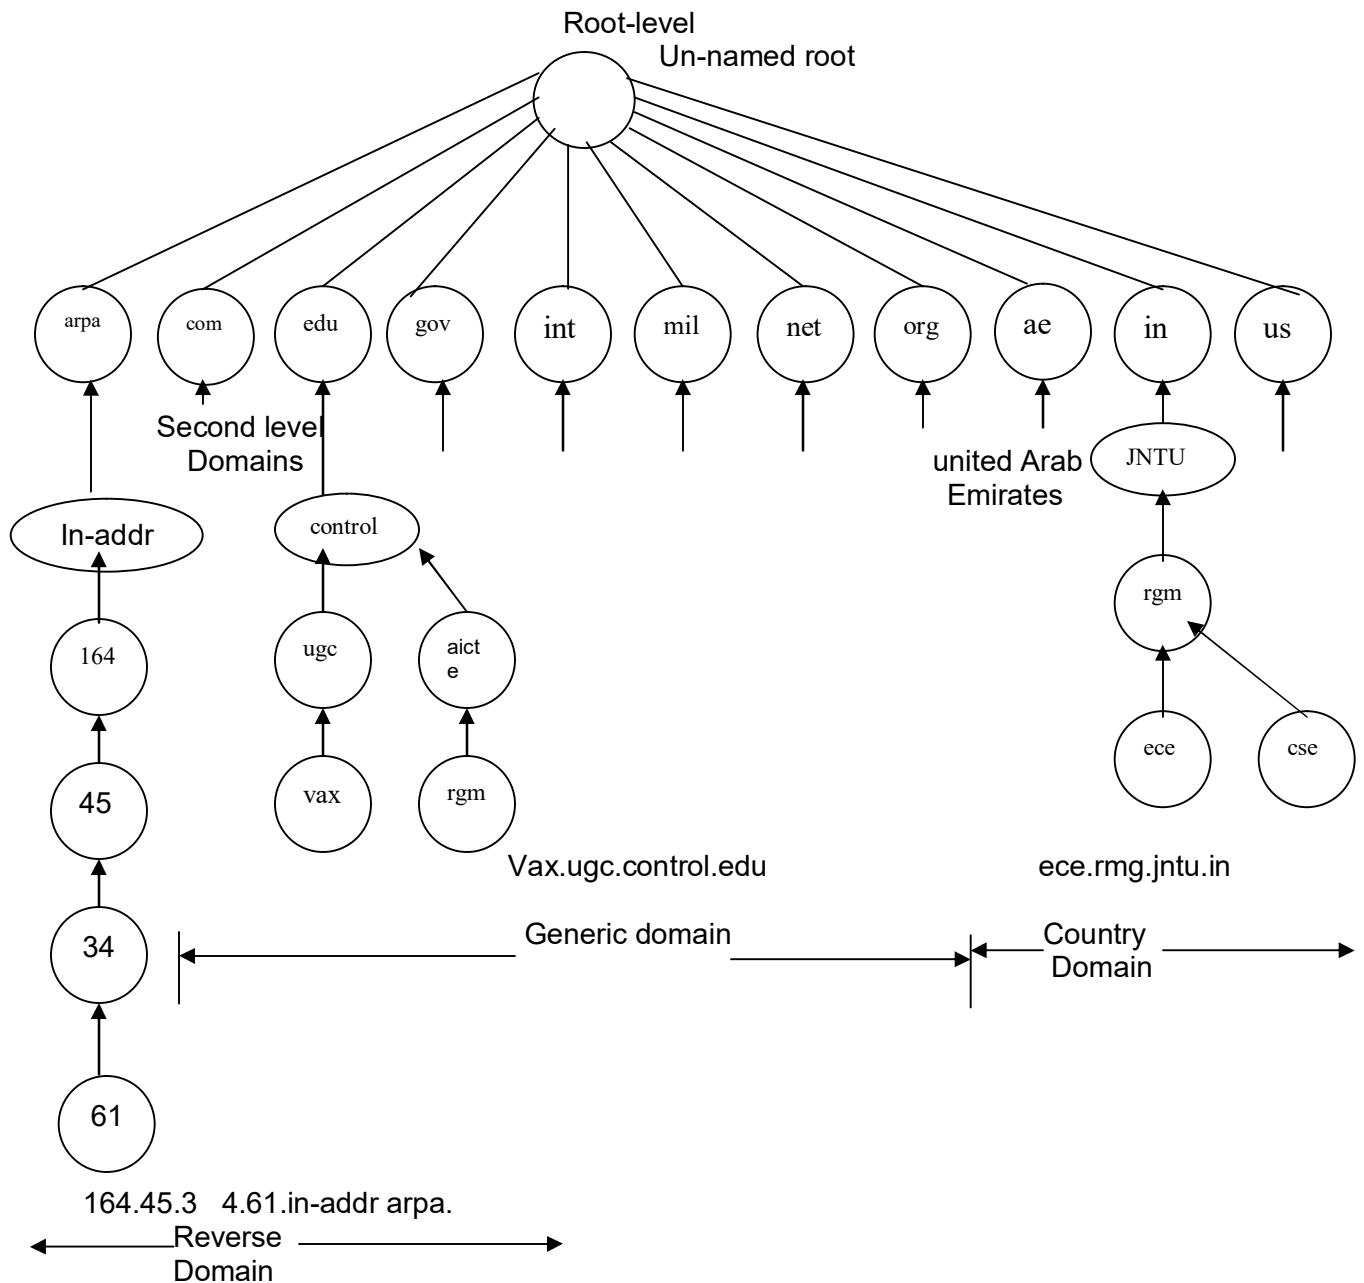 Root-level
Un-named root
arpa
com
edu
gov
int
mil
net
org
ae
in
us
Second level
Domains
united Arab
Emirates
JNTU
In-addr
control
rgm
164
ugc
aict
e
ece
cse
45
vax
rgm
Vax.ugc.control.edu
ece.rmg.jntu.in
34
Generic domain
Country
Domain
61
164.45.3 4.61.in-addr arpa.
Reverse
Domain